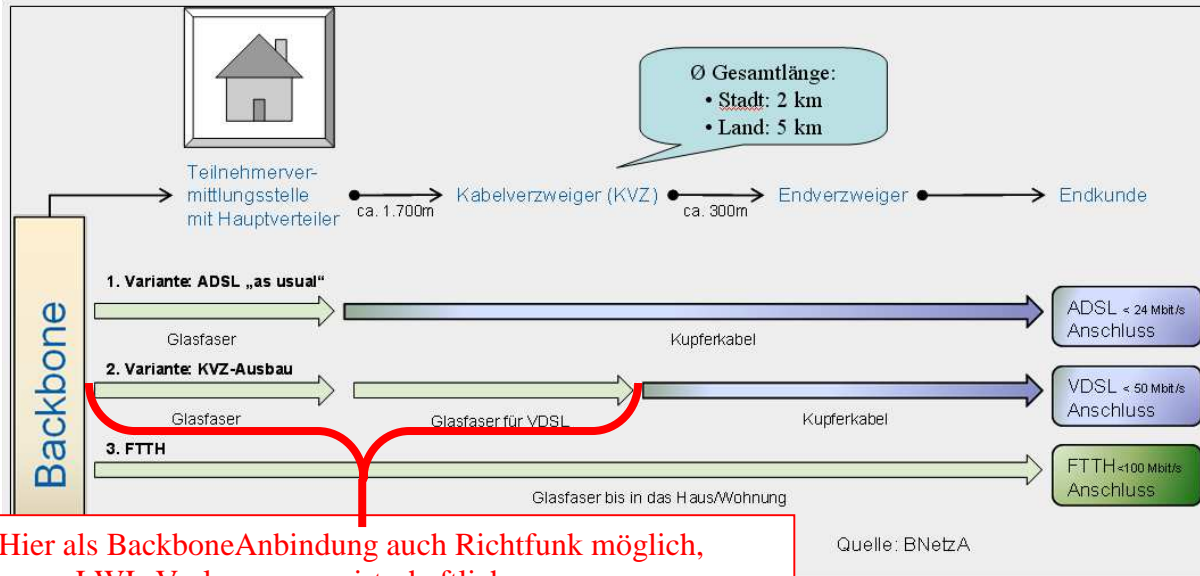 Ø Gesamtlänge:
• Stadt: 2 km
• Land: 5 km
Teilnehmerver-
mittlungsstelle
mit Hauptverteiler
ca. 1.700m
Kabelverzweiger (KVZ)
ca. 300m
Endverzweiger
Endkunde
Backbone
1. Variante: ADSL „as usual“
Glasfaser
Kupferkabel
ADSL < 24 Mbit/s
Anschluss
2. Variante: KVZ-Ausbau
Glasfaser
Glasfaser für VDSL
Kupferkabel
VDSL < 50 Mbit/s
Anschluss
3. FTTH
Glasfaser bis in das Haus/Wohnung
FTTH <100 Mbit/s
Anschluss
Hier als BackboneAnbindung auch Richtfunk möglich,
Quelle: BNetzA